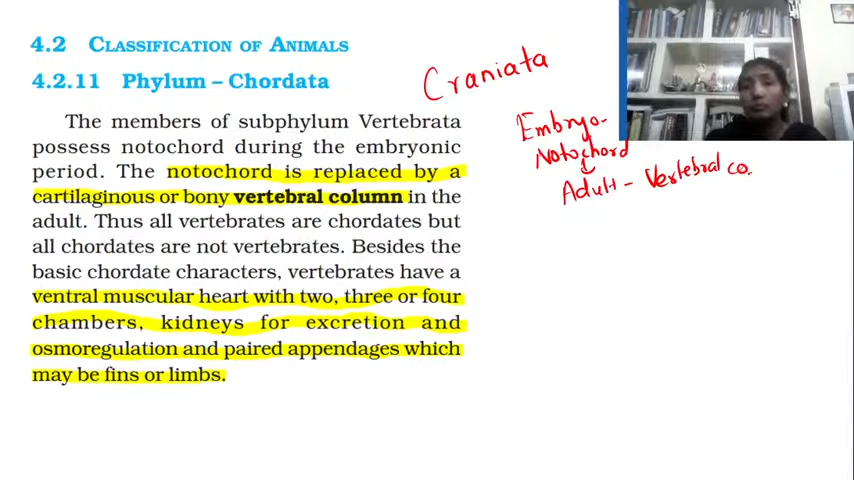 4.2 CLASSIFICATION OF ANIMALS
4.2.11 Phylum – Chordata
Craniata
The members of subphylum Vertebrata
possess notochord during the embryonic
period. The notochord is replaced by a
cartilaginous or bony vertebral column in the
adult. Thus all vertebrates are chordates but
all chordates are not vertebrates. Besides the
basic chordate characters, vertebrates have a
ventral muscular heart with two, three or four
chambers, kidneys for excretion and
osmoregulation and paired appendages which
may be fins or limbs.
Embryo-
Notochord
Adult - Vertebral co.